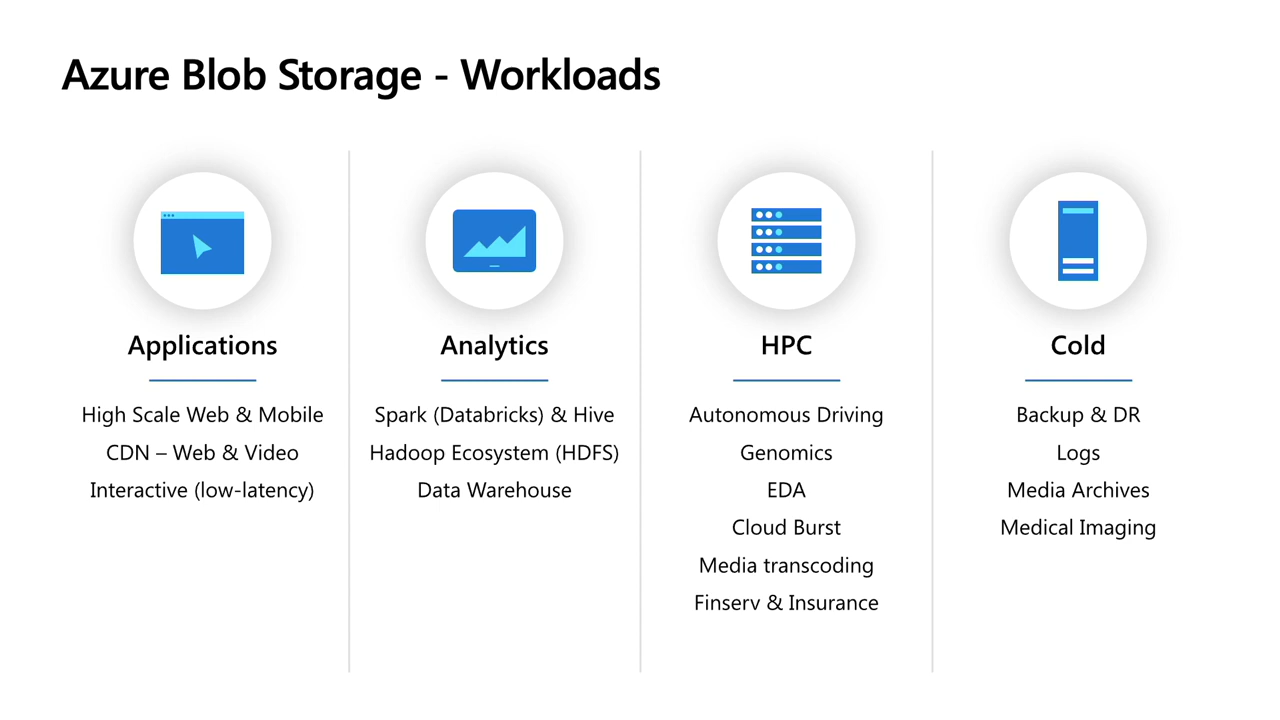 Azure Blob Storage - Workloads
Applications
High Scale Web & Mobile
CDN – Web & Video
Interactive (low-latency)
Analytics
Spark (Databricks) & Hive
Hadoop Ecosystem (HDFS)
Data Warehouse
HPC
Autonomous Driving
Genomics
EDA
Cloud Burst
Media transcoding
Finserv & Insurance
Cold
Backup & DR
Logs
Media Archives
Medical Imaging